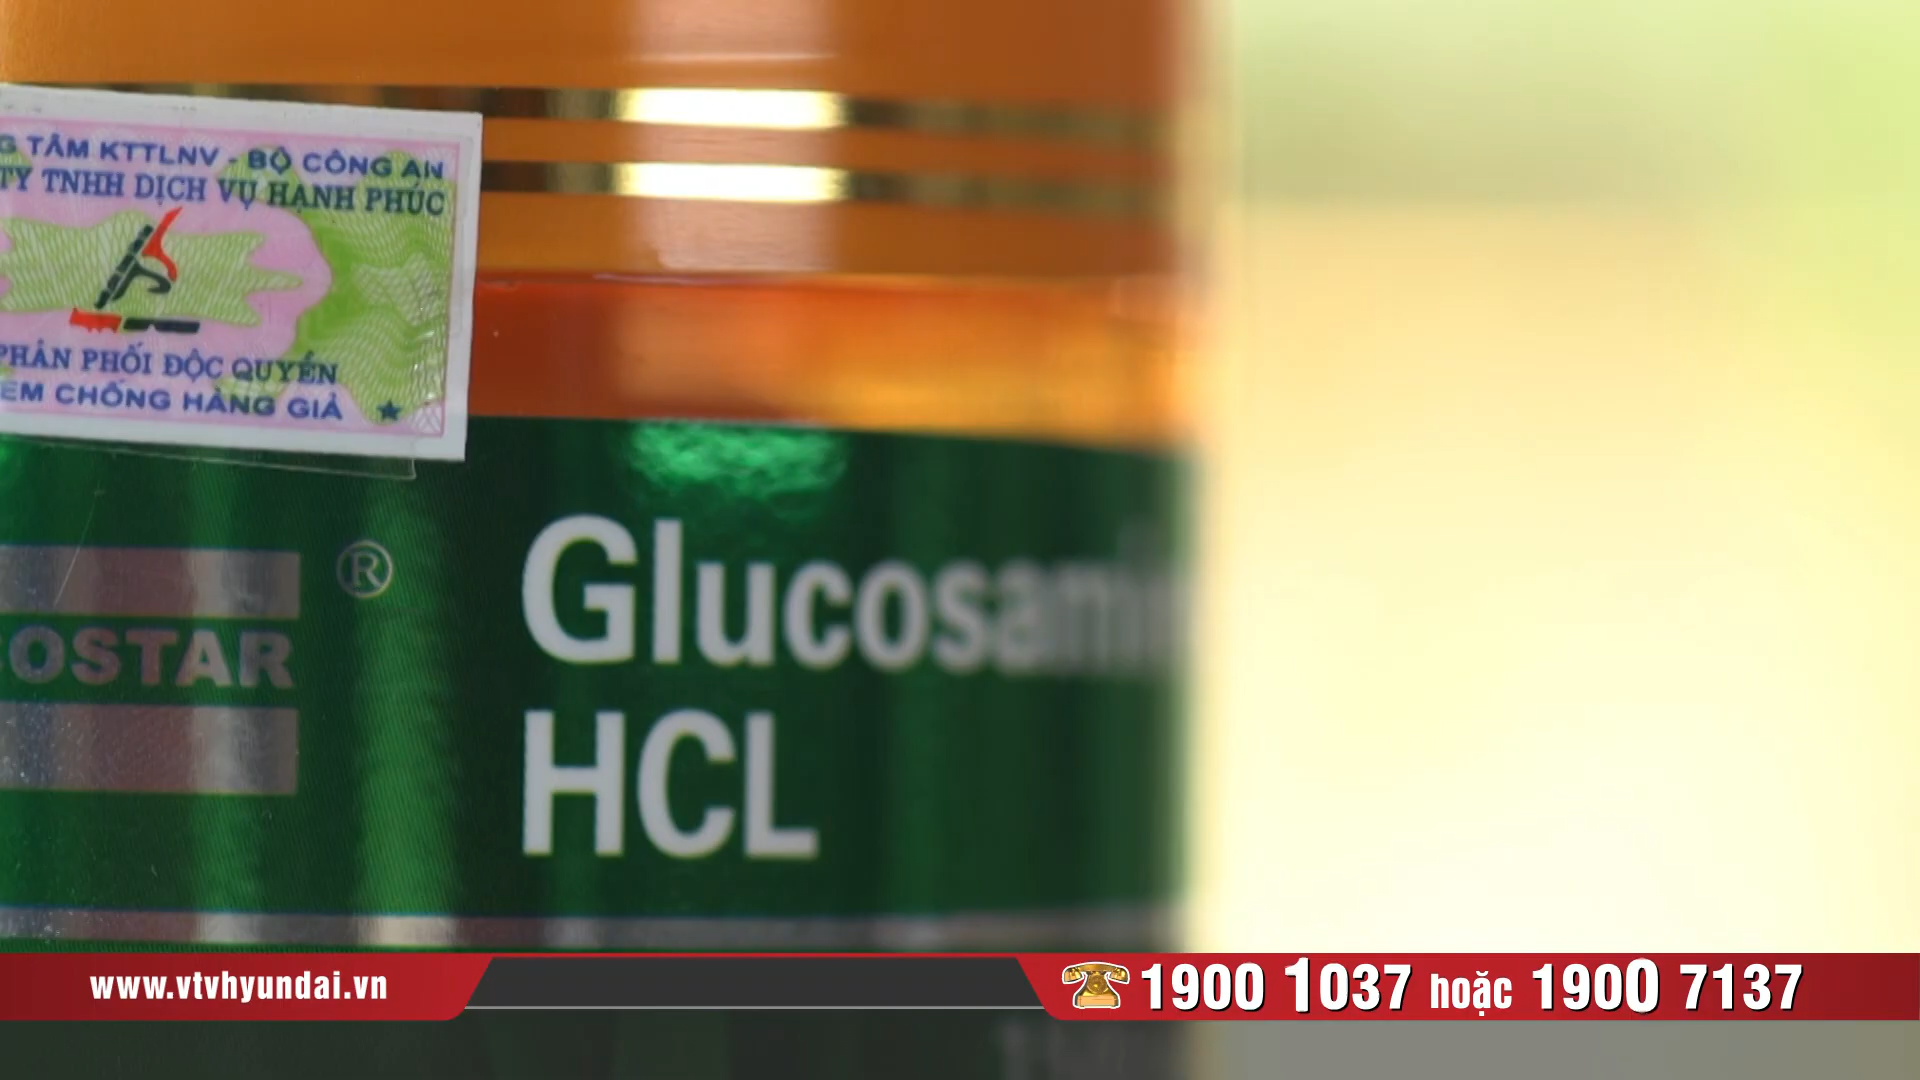 G TÂM KTTLNV - BỘ CÔNG AN
TY TNHH DỊCH VỤ HẠNH PHÚC
PHÂN PHỐI ĐỘC QUYỀN
EM CHỐNG HÀNG GIẢ
®
OSTAR
Glucosami
HCL
www.vtvhyundai.vn
1900 1037 hoặc 1900 7137